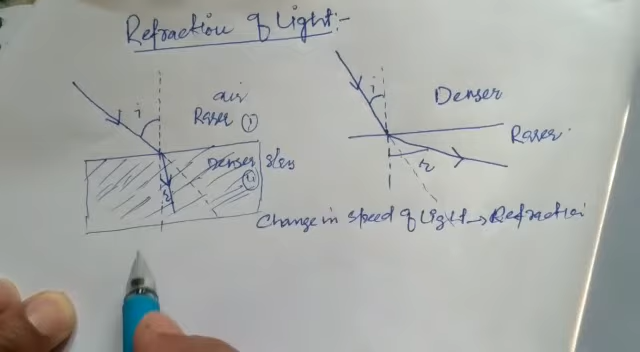 Refraction of Light:-
air
i
Rarer ①
Denser slab
②
r
i
Denser
Rarer
r
Change in speed of Light → Refraction